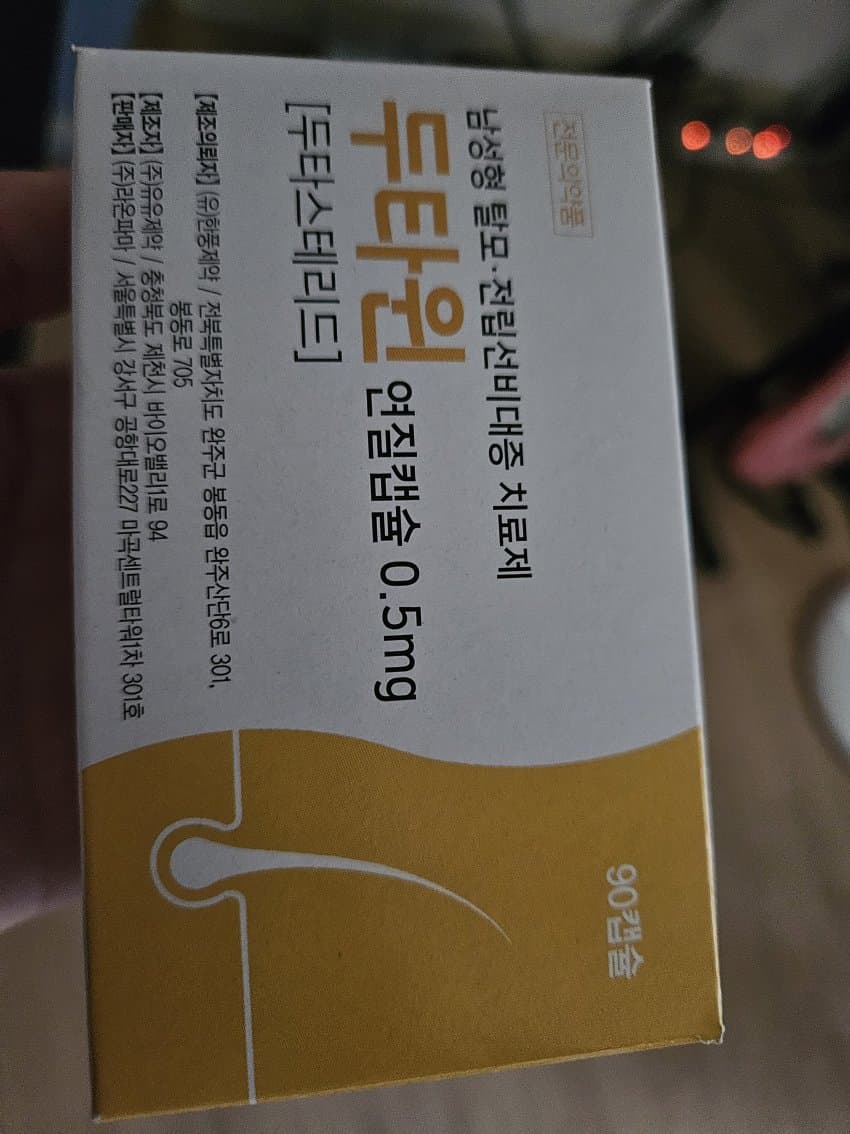 전문의약품
남성형 탈모·전립선비대증 치료제
두타원 연질캡슐 0.5mg
[두타스테리드]
【제조의뢰자】 (유)한풍제약 / 전북특별자치도 완주군 봉동읍 완주산단6로 301,
봉동로 705
【제조자】 (주)유유제약 / 충청북도 제천시 바이오밸리1로 94
【판매사】 (주)라온파마 / 서울특별시 강서구 공항대로227 마곡센트럴타워1차 301호
90캡슐